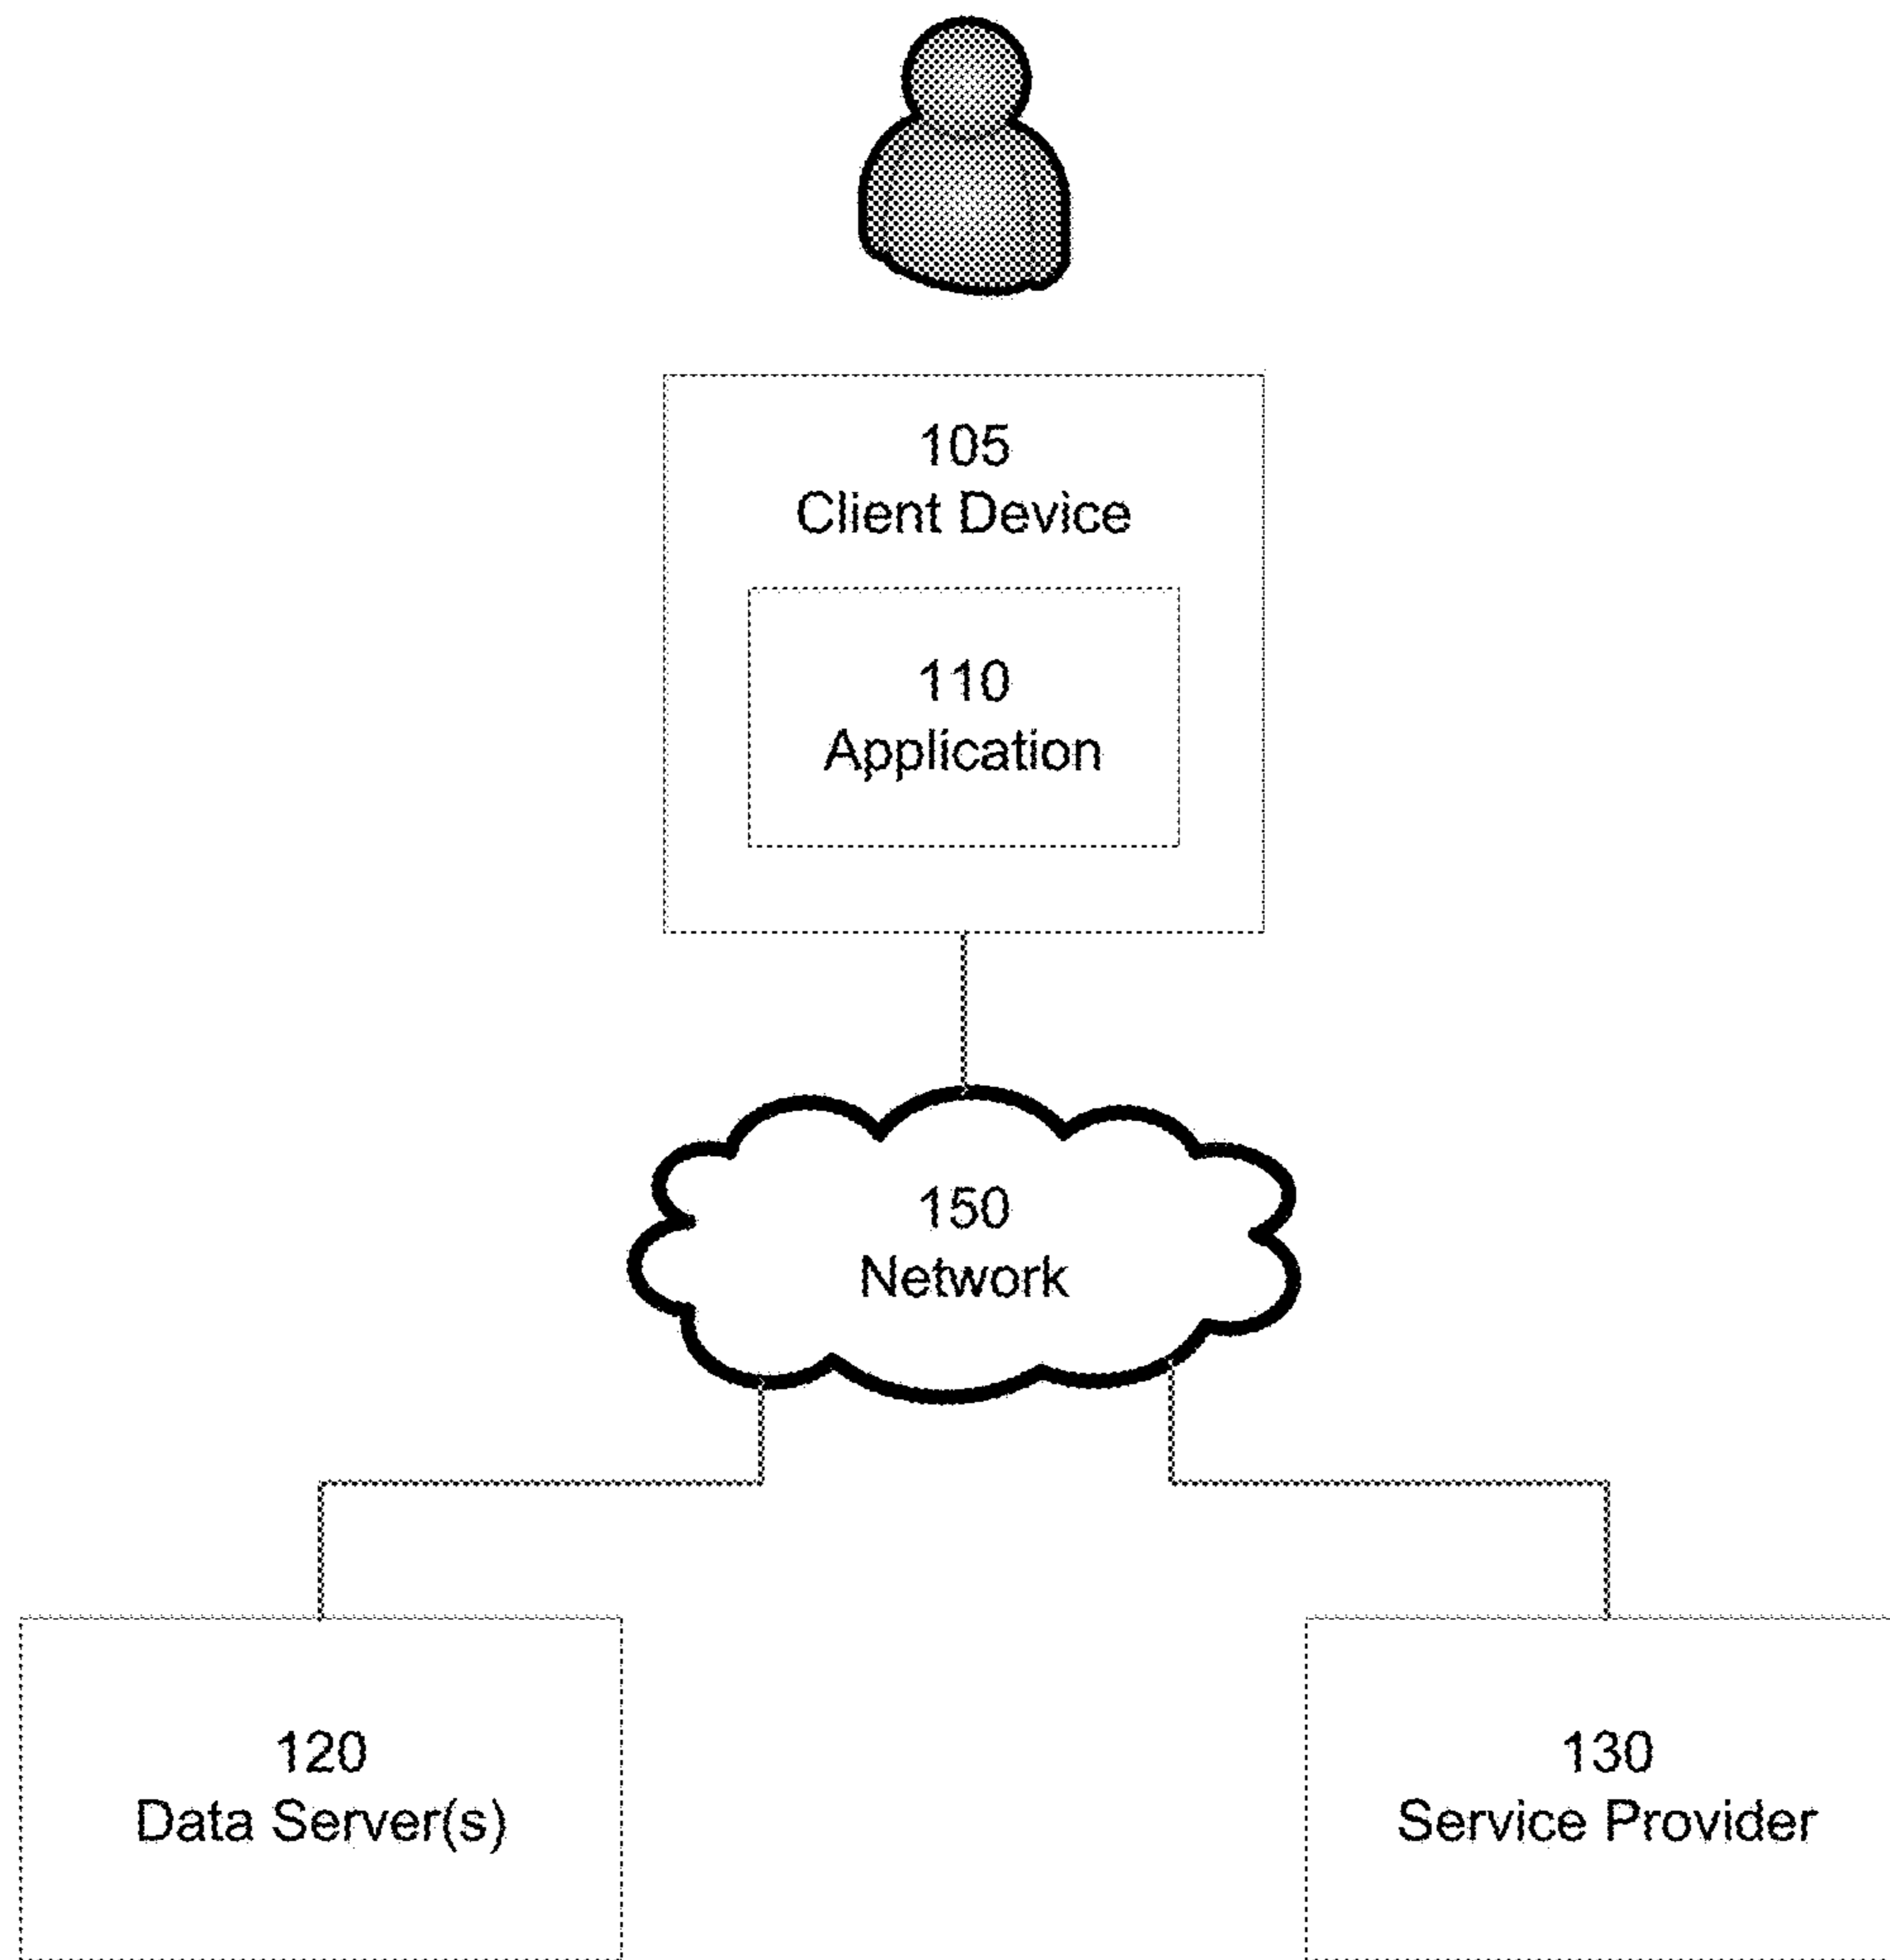 105
Client Device
110
Application
150
Network
120
Data Server(s)
130
Service Provider